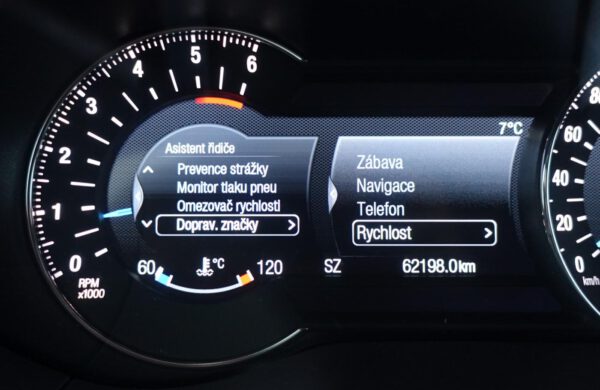 6
5
4
3
2
1
0
RPM
x1000
Asistent řidiče
Prevence strážky
Monitor tlaku pneu
Omezovač rychlosti
Doprav. značky
60
°C
120
7°C
Zábava
Navigace
Telefon
Rychlost
SZ
62198.0km
80
60
40
20
0
km/h